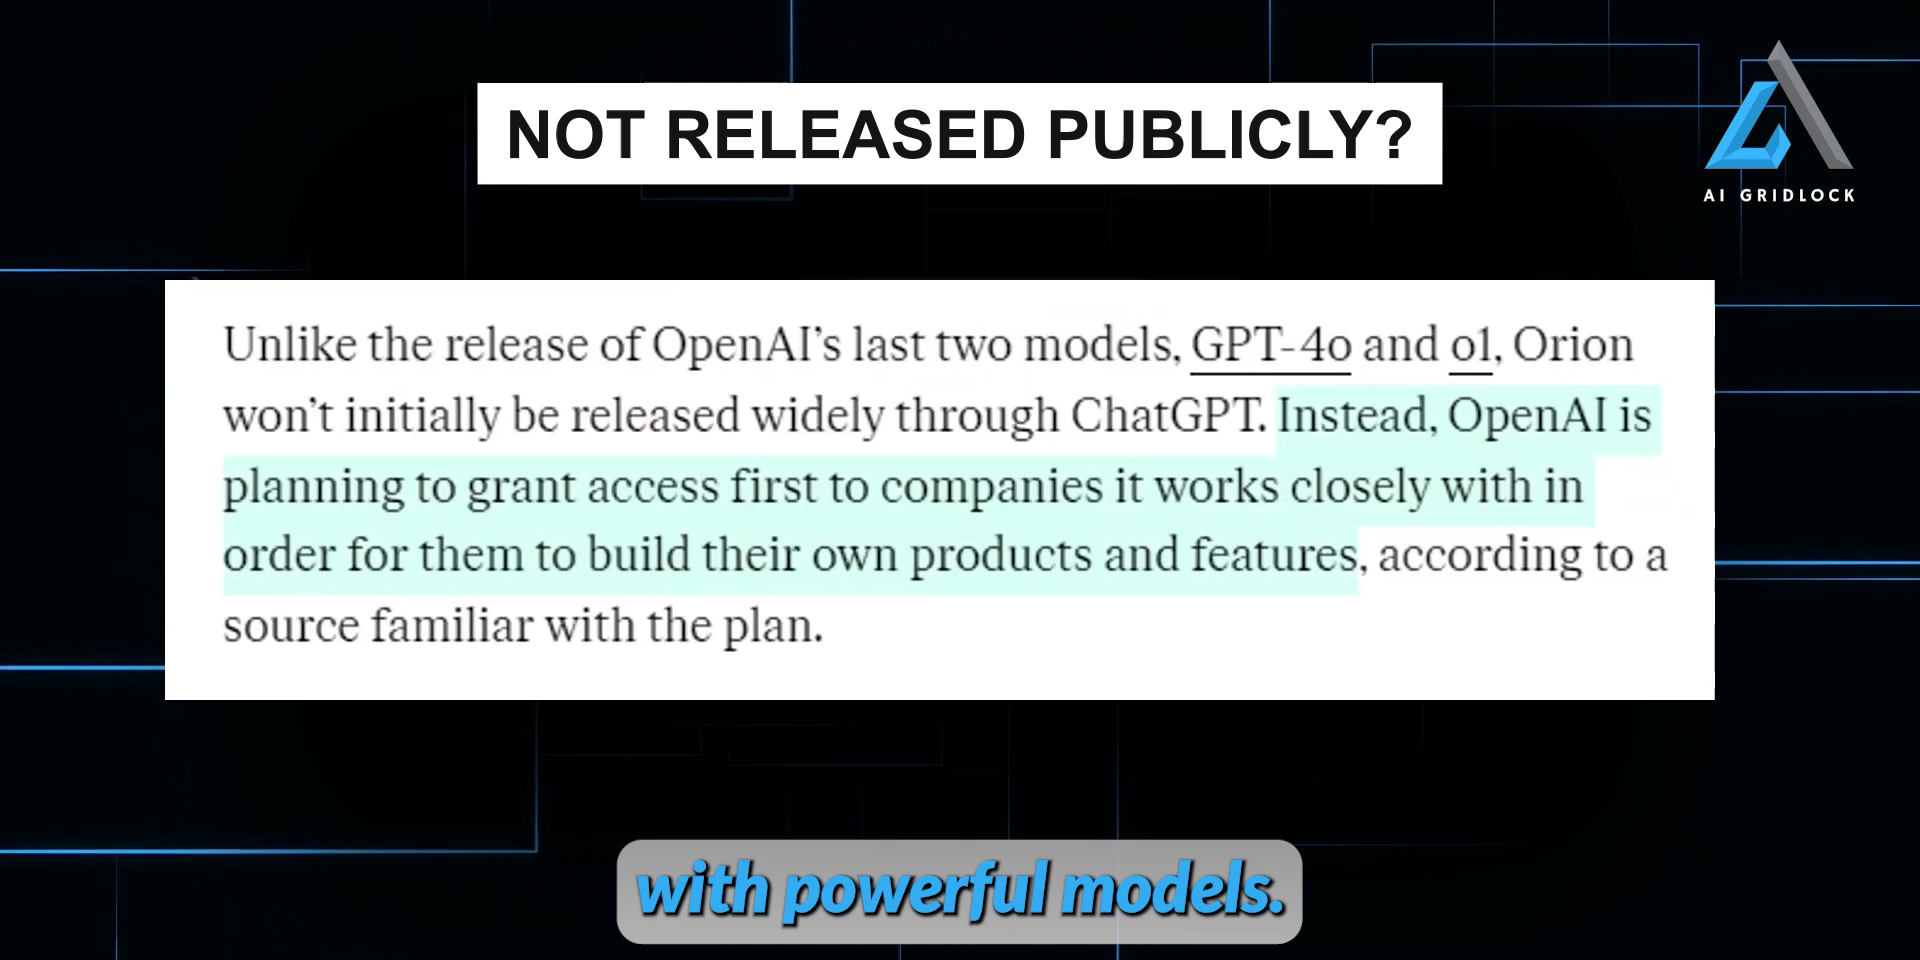 NOT RELEASED PUBLICLY?
AI GRIDLOCK
Unlike the release of OpenAI’s last two models, GPT-4o and o1, Orion
won’t initially be released widely through ChatGPT. Instead, OpenAI is
planning to grant access first to companies it works closely with in
order for them to build their own products and features, according to a
source familiar with the plan.
with powerful models.